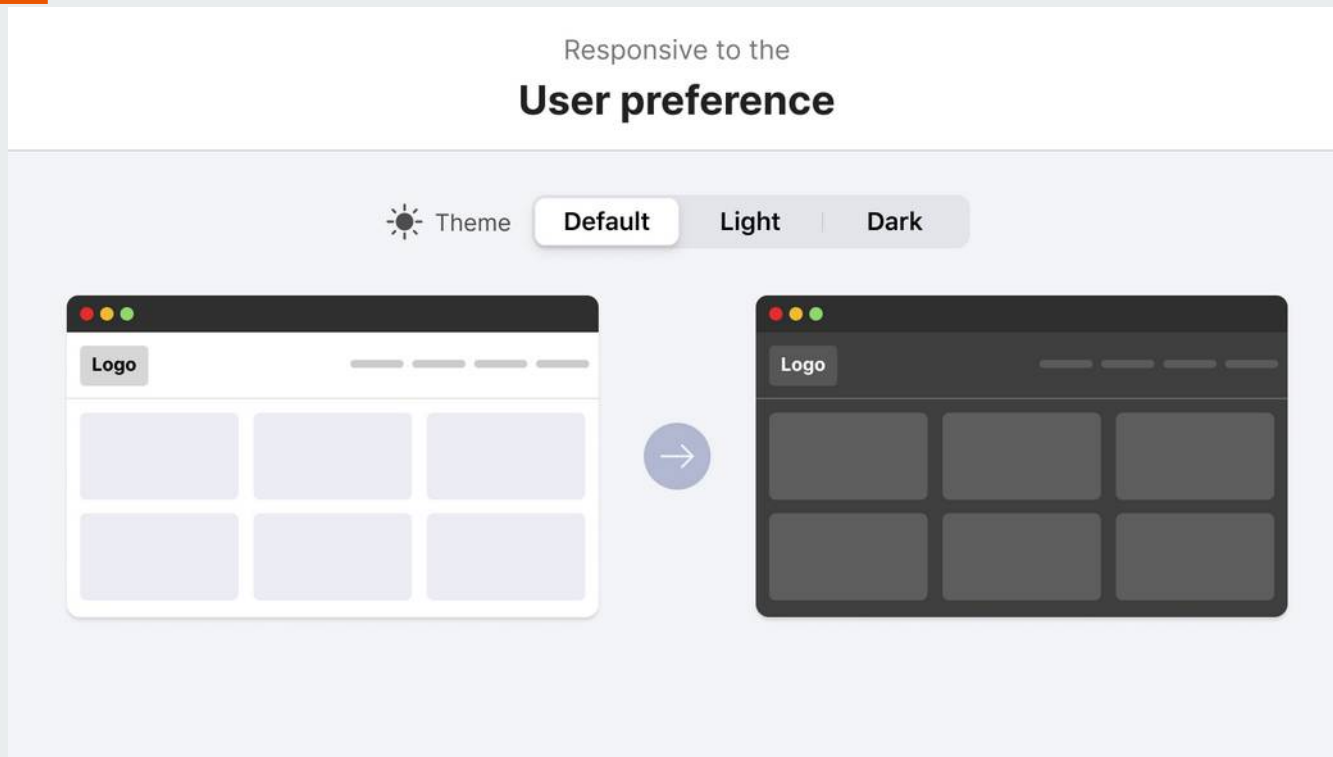 Responsive to the
User preference
Theme Default Light Dark
Logo
Logo